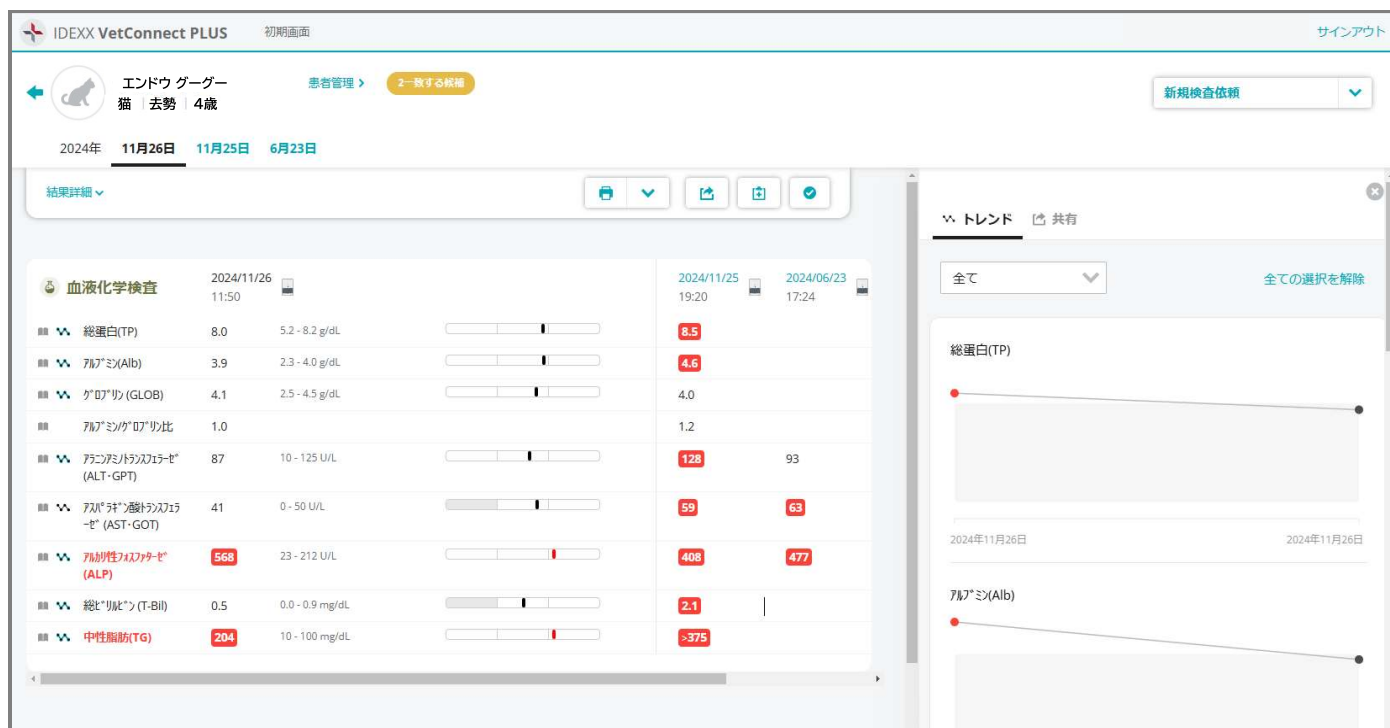 IDEXX VetConnect PLUS 初期画面 サインアウト
エンドウ グーグー 患者管理 2一致する候補
猫 去勢 4歳
新規検査依頼
2024年 11月26日 11月25日 6月23日
結果詳細
トレンド 共有
全て 全ての選択を解除
血液化学検査 2024/11/26 11:50 2024/11/25 19:20 2024/06/23 17:24
総蛋白(TP) 8.0 5.2 - 8.2 g/dL 8.5
ｱﾙﾌﾞﾐﾝ(Alb) 3.9 2.3 - 4.0 g/dL 4.6
ｸﾞﾛﾌﾞﾘﾝ (GLOB) 4.1 2.5 - 4.5 g/dL 4.0
ｱﾙﾌﾞﾐﾝ/ｸﾞﾛﾌﾞﾘﾝ比 1.0 1.2
ｱﾗﾆﾝｱﾐﾉﾄﾗﾝｽﾌｪﾗｰｾﾞ 87 10 - 125 U/L 128 93
(ALT･GPT)
ｱｽﾊﾟﾗｷﾞﾝ酸ﾄﾗﾝｽﾌｪﾗ 41 0 - 50 U/L 59 63
ｰｾﾞ (AST･GOT)
ｱﾙｶﾘ性ﾌｫｽﾌｧﾀｰｾﾞ 568 23 - 212 U/L 408 477
(ALP)
総ﾋﾞﾘﾙﾋﾞﾝ (T-Bil) 0.5 0.0 - 0.9 mg/dL 2.1
中性脂肪(TG) 204 10 - 100 mg/dL >375
総蛋白(TP)
2024年11月26日 2024年11月26日
ｱﾙﾌﾞﾐﾝ(Alb)